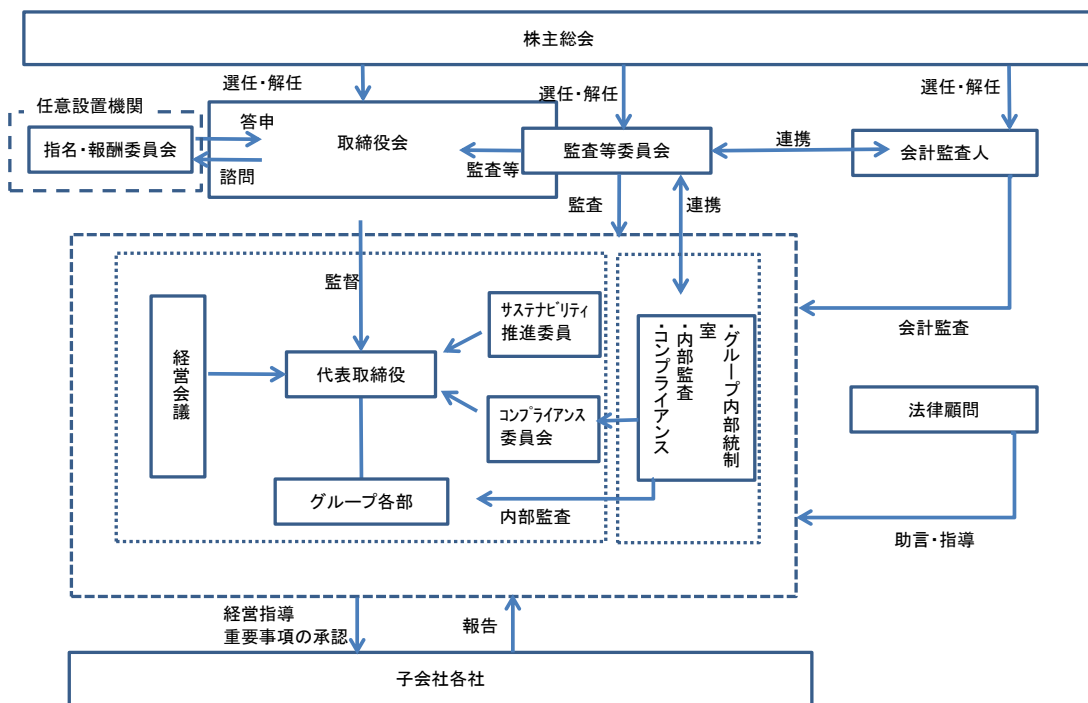 株主総会
選任・解任
選任・解任
選任・解任
任意設置機関
指名・報酬委員会
答申
諮問
取締役会
監査等
監査等委員会
連携
会計監査人
監査
連携
監督
会計監査
経営会議
代表取締役
ｻｽﾃﾅﾋﾞﾘﾃｨ
推進委員
ｺﾝﾌﾟﾗｲｱﾝｽ
委員会
・グループ内部統制
室
・内部監査
・コンプライアンス
法律顧問
グループ各部
内部監査
助言・指導
経営指導
重要事項の承認
報告
子会社各社